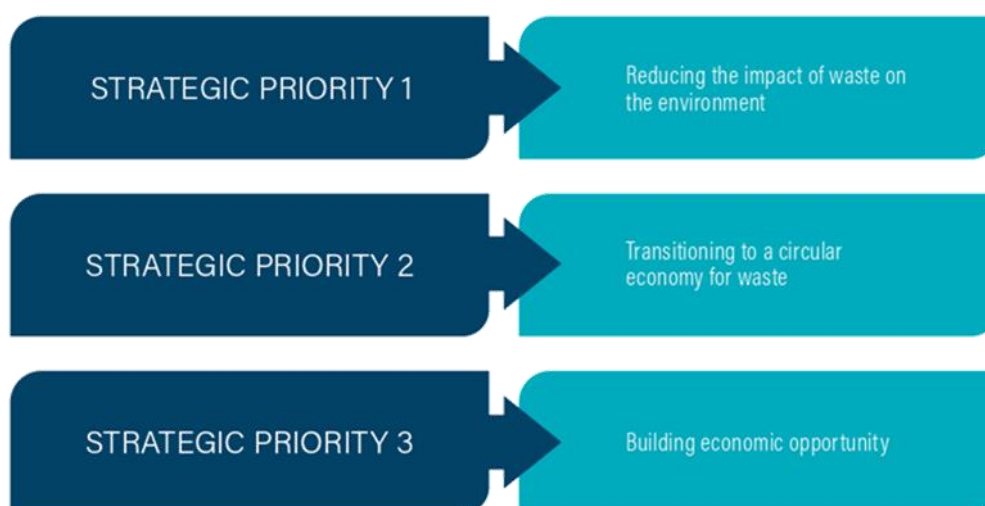 STRATEGIC PRIORITY 1
Reducing the impact of waste on
the environment
STRATEGIC PRIORITY 2
Transitioning to a circular
economy for waste
STRATEGIC PRIORITY 3
Building economic opportunity